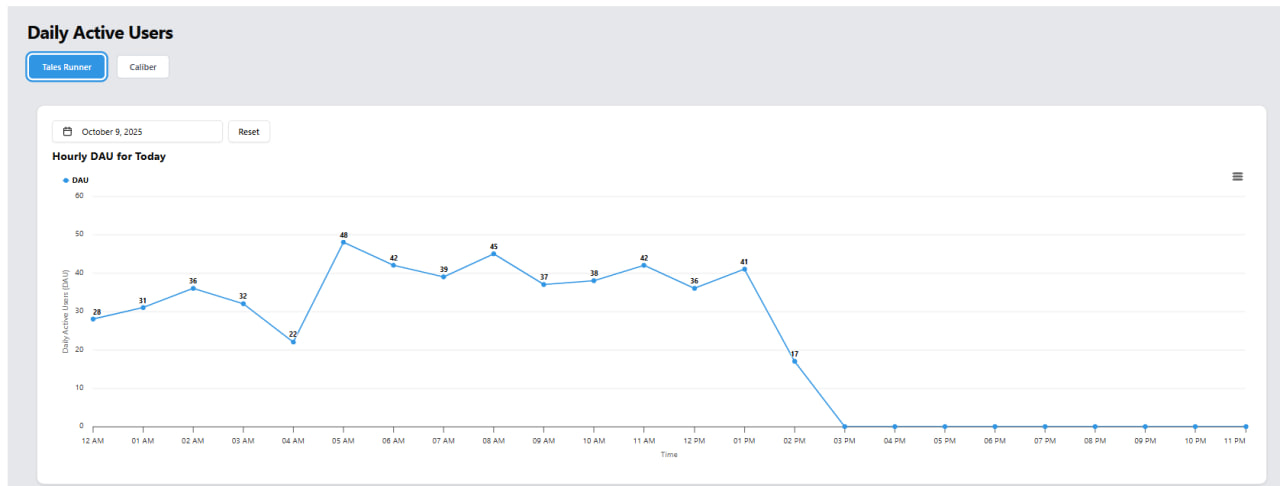 Daily Active Users
Tales Runner Caliber
October 9, 2025 Reset
Hourly DAU for Today
DAU
60
50
40
30
20
10
0
Daily Active Users (DAU)
28 31 36 32 22 48 42 39 45 37 38 42 36 41 17
12 AM 01 AM 02 AM 03 AM 04 AM 05 AM 06 AM 07 AM 08 AM 09 AM 10 AM 11 AM 12 PM 01 PM 02 PM 03 PM 04 PM 05 PM 06 PM 07 PM 08 PM 09 PM 10 PM 11 PM
Time